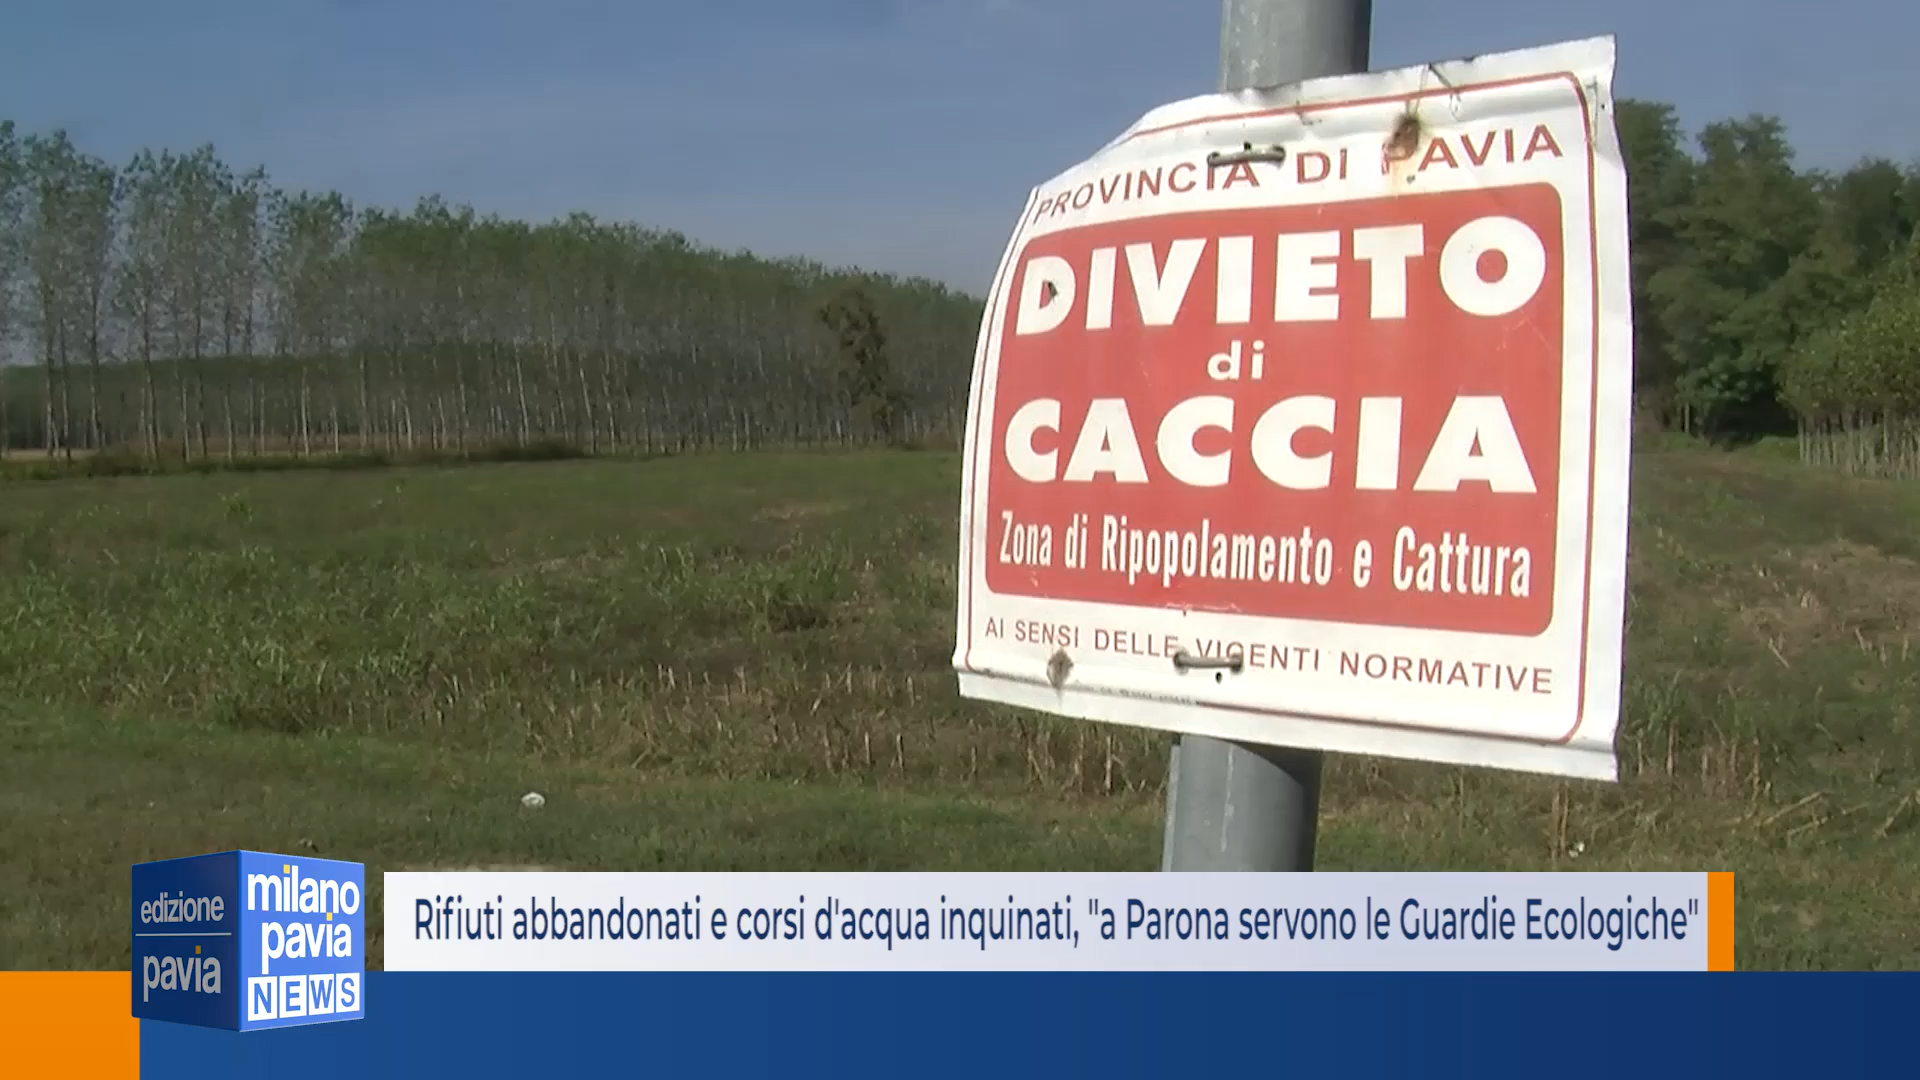 PROVINCIA DI PAVIA
DIVIETO
di
CACCIA
Zona di Ripopolamento e Cattura
AI SENSI DELLE VIGENTI NORMATIVE
edizione
pavia
milano
pavia
NEWS
Rifiuti abbandonati e corsi d'acqua inquinati, "a Parona servono le Guardie Ecologiche"